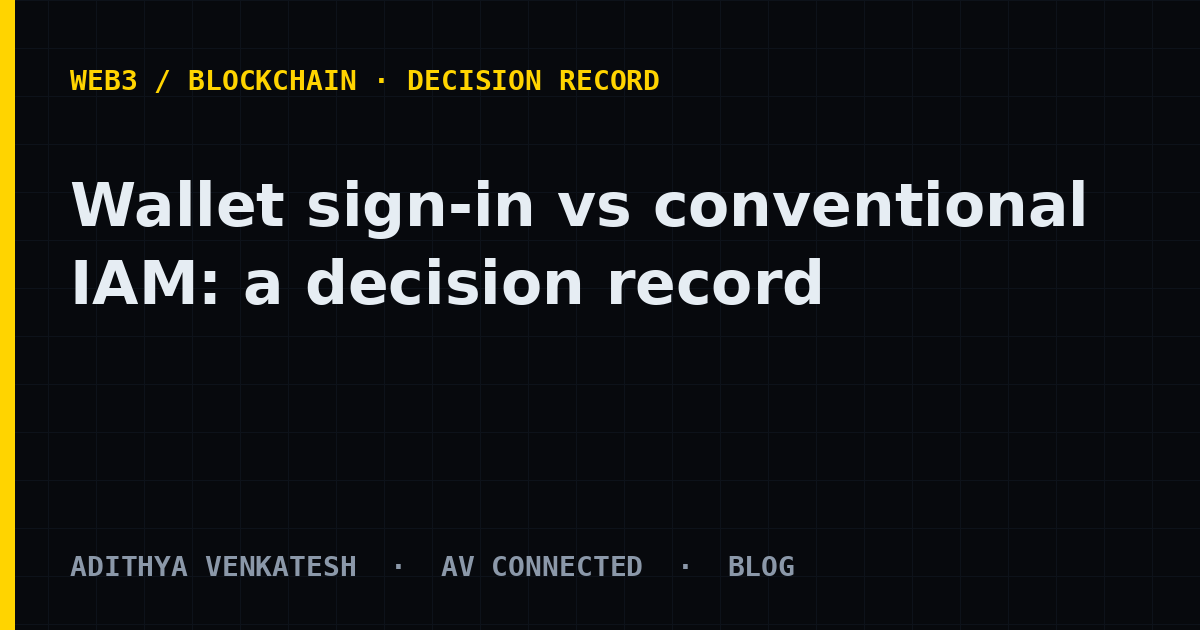 WEB3 / BLOCKCHAIN · DECISION RECORD
Wallet sign-in vs conventional
IAM: a decision record
ADITHYA VENKATESH · AV CONNECTED · BLOG